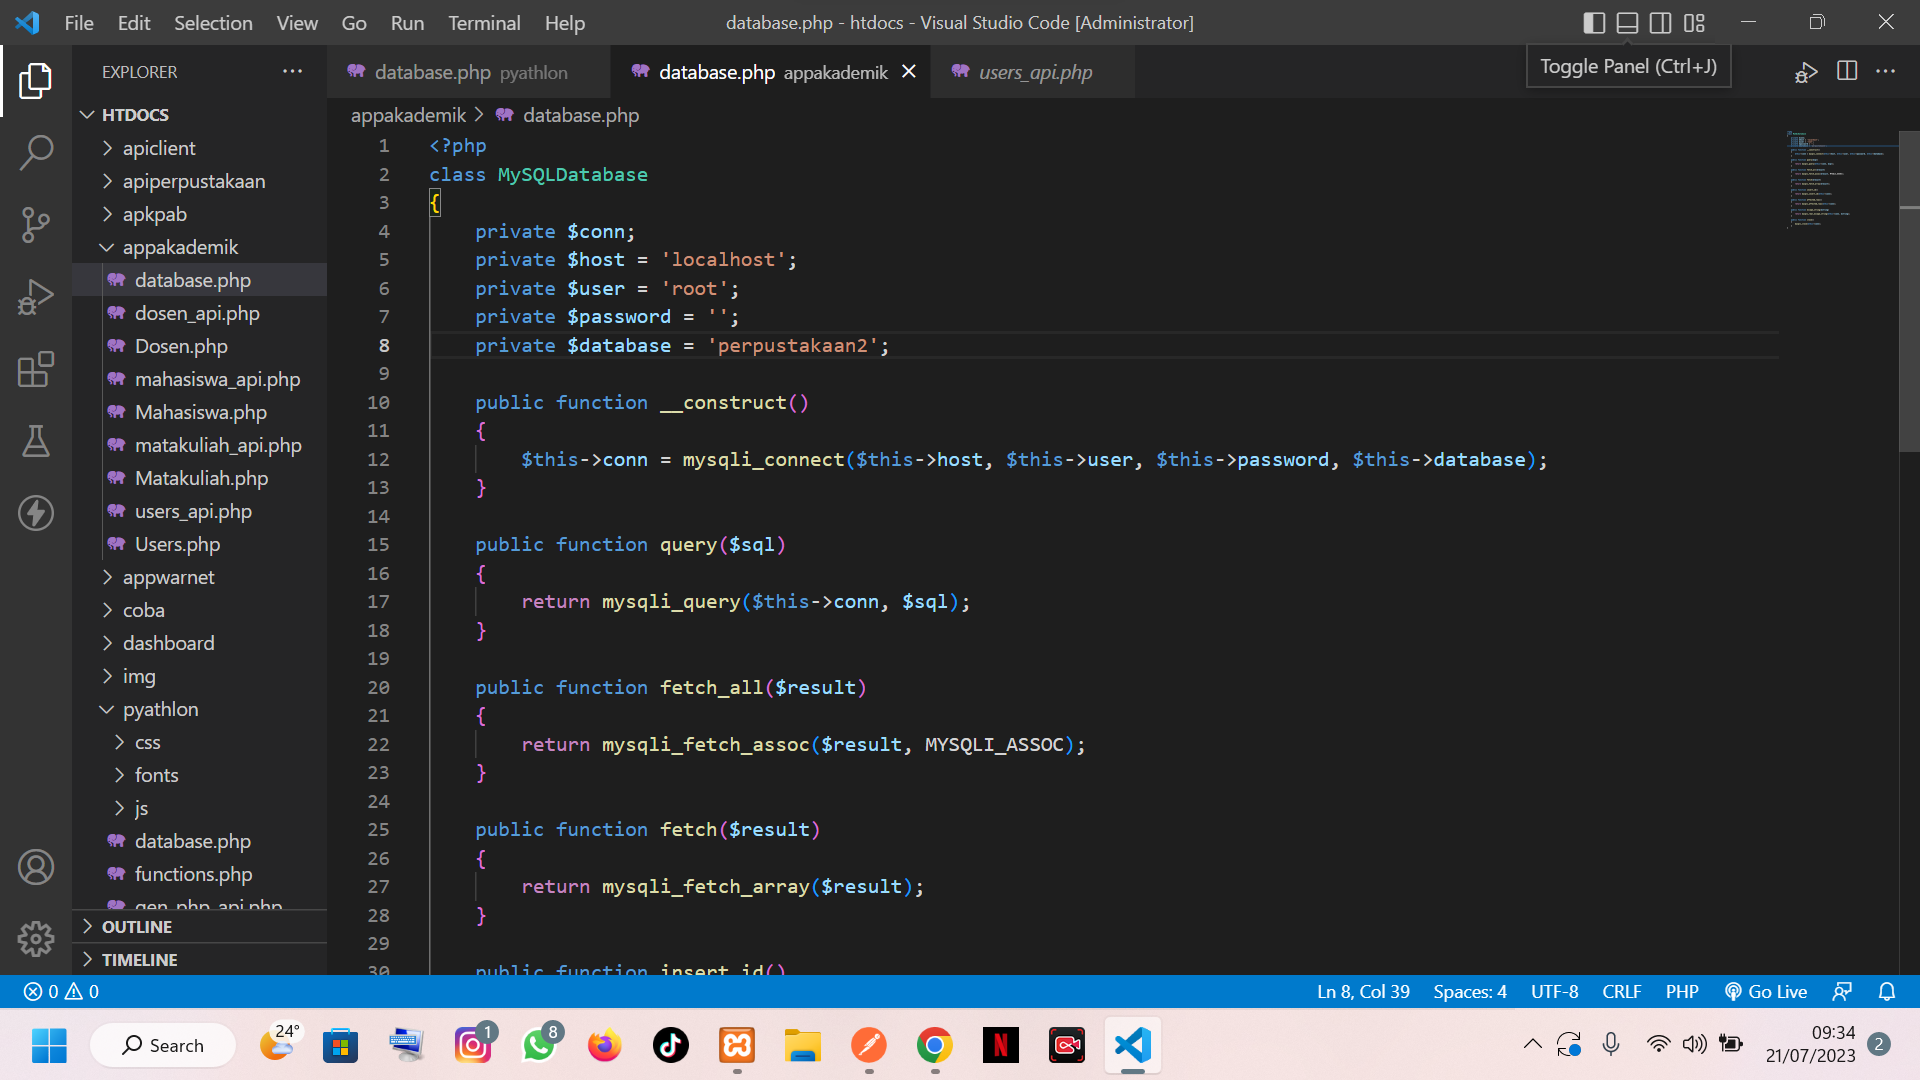 File Edit Selection View Go Run Terminal Help
database.php - htdocs - Visual Studio Code [Administrator]
EXPLORER
database.php pyathlon
database.php appakademik
users_api.php
Toggle Panel (Ctrl+J)
HTDOCS
apiclient
apiperpustakaan
apkpab
appakademik
database.php
dosen_api.php
Dosen.php
mahasiswa_api.php
Mahasiswa.php
matakuliah_api.php
Matakuliah.php
users_api.php
Users.php
appwarnet
coba
dashboard
img
pyathlon
css
fonts
js
database.php
functions.php
gen_php_api.php
OUTLINE
TIMELINE
appakademik > database.php
1 <?php
2 class MySQLDatabase
3 {
4 private $conn;
5 private $host = 'localhost';
6 private $user = 'root';
7 private $password = '';
8 private $database = 'perpustakaan2';
9
10 public function __construct()
11 {
12 $this->conn = mysqli_connect($this->host, $this->user, $this->password, $this->database);
13 }
14
15 public function query($sql)
16 {
17 return mysqli_query($this->conn, $sql);
18 }
19
20 public function fetch_all($result)
21 {
22 return mysqli_fetch_assoc($result, MYSQLI_ASSOC);
23 }
24
25 public function fetch($result)
26 {
27 return mysqli_fetch_array($result);
28 }
29
30 public function insert_id()
0 0
Ln 8, Col 39 Spaces: 4 UTF-8 CRLF PHP Go Live
Search
24°
1
8
N
09:34
21/07/2023
2